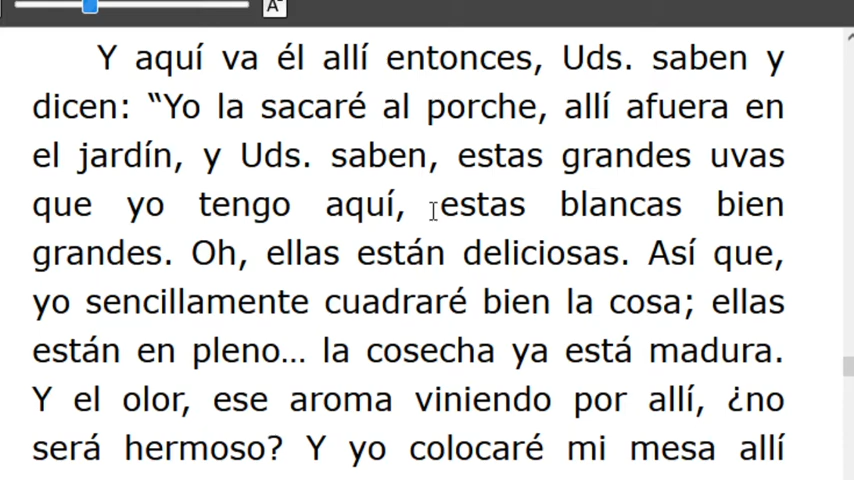 A
Y aquí va él allí entonces, Uds. saben y
dicen: “Yo la sacaré al porche, allí afuera en
el jardín, y Uds. saben, estas grandes uvas
que yo tengo aquí, estas blancas bien
grandes. Oh, ellas están deliciosas. Así que,
yo sencillamente cuadraré bien la cosa; ellas
están en pleno… la cosecha ya está madura.
Y el olor, ese aroma viniendo por allí, ¿no
será hermoso? Y yo colocaré mi mesa allí